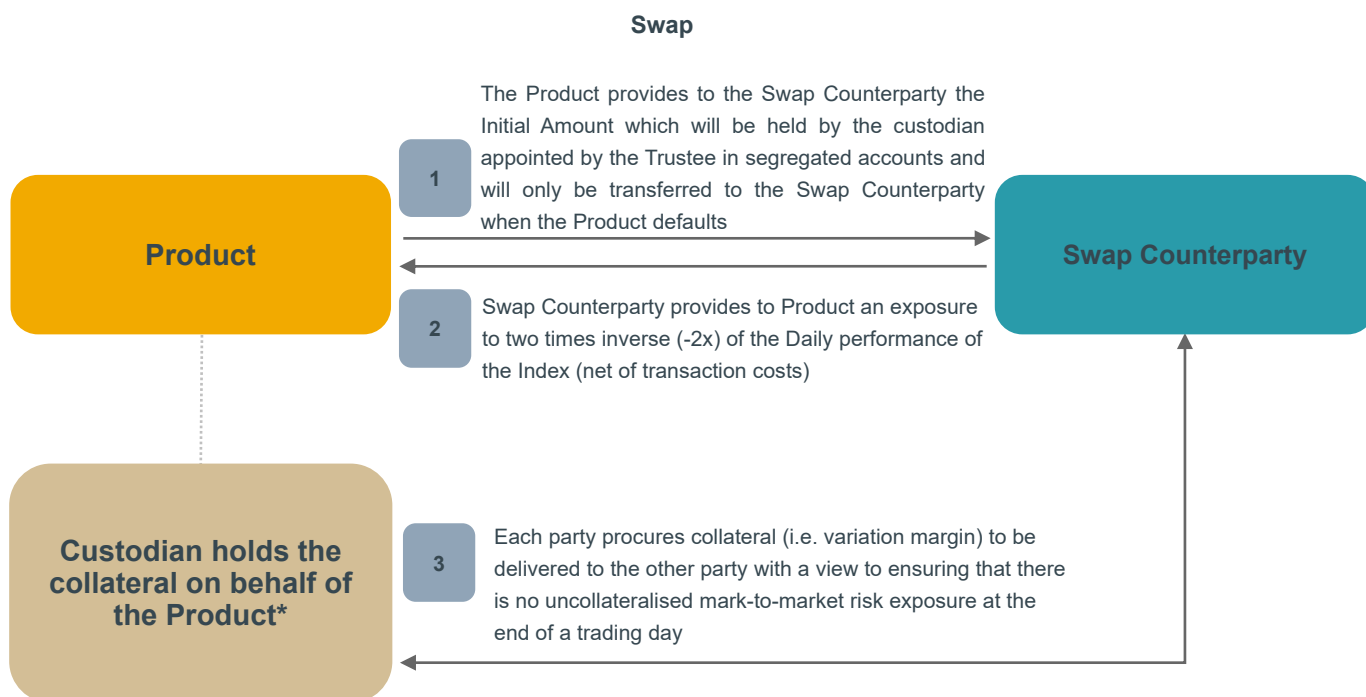 Swap
The Product provides to the Swap Counterparty the
Initial Amount which will be held by the custodian
appointed by the Trustee in segregated accounts and
will only be transferred to the Swap Counterparty
when the Product defaults
1
Product
Swap Counterparty
2
Swap Counterparty provides to Product an exposure
to two times inverse (-2x) of the Daily performance of
the Index (net of transaction costs)
Custodian holds the
collateral on behalf of
the Product*
3
Each party procures collateral (i.e. variation margin) to be
delivered to the other party with a view to ensuring that there
is no uncollateralised mark-to-market risk exposure at the
end of a trading day